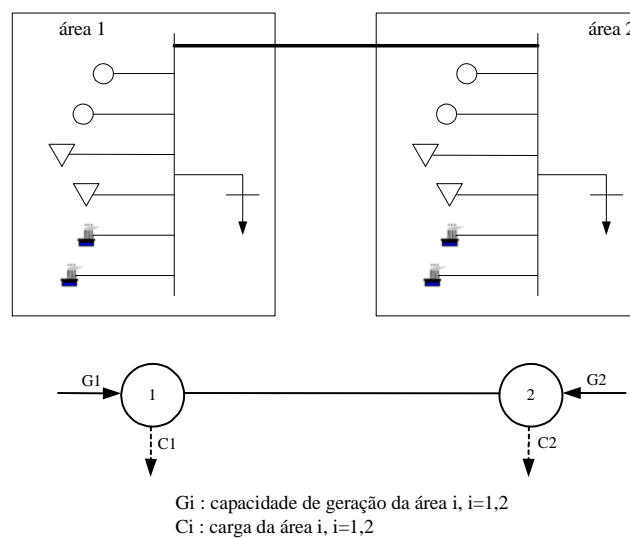 área 1
área 2
G1
1
2
G2
C1
C2
Gi : capacidade de geração da área i, i=1,2
Ci : carga da área i, i=1,2